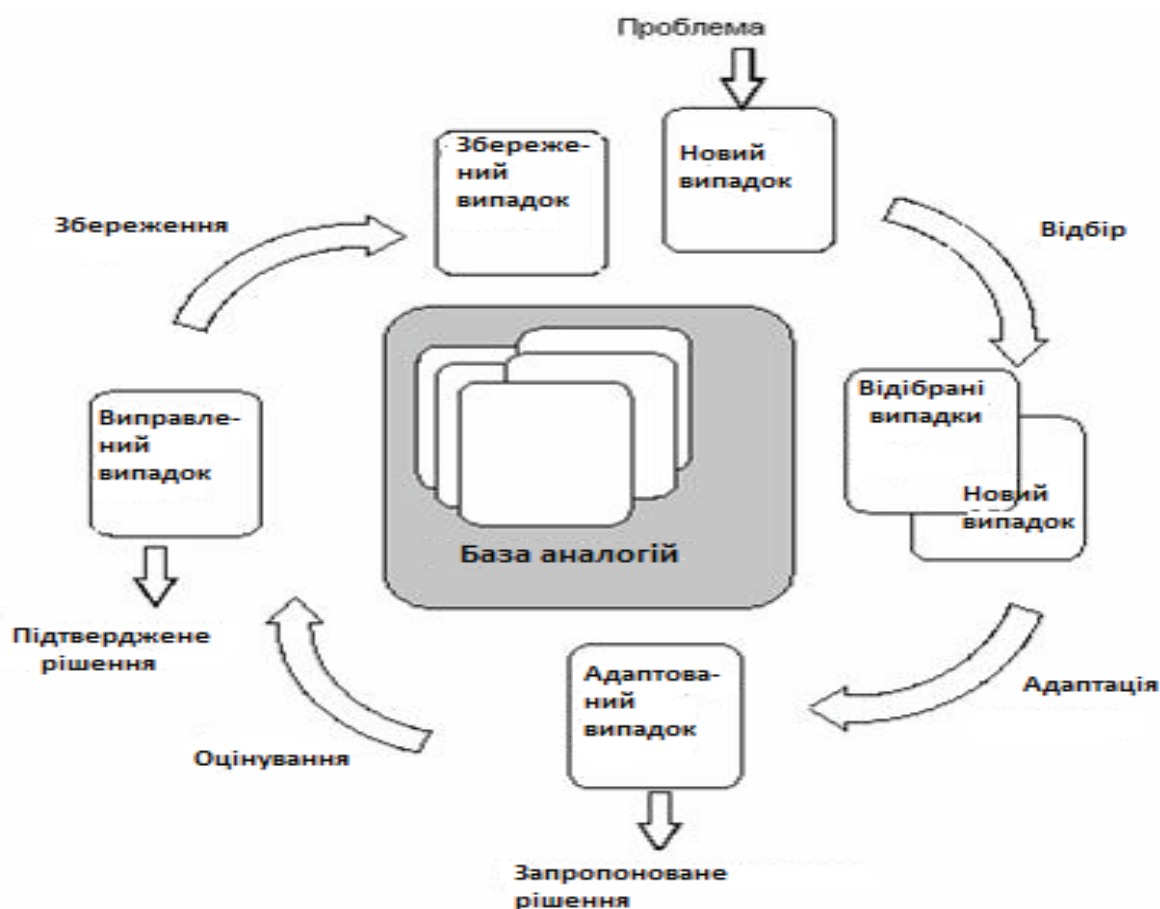 Проблема
Новий
випадок
Відбір
Відібрані
випадки
Новий
випадок
Адаптація
Адаптова-
ний
випадок
Запропоноване
рішення
Оцінування
Виправле-
ний
випадок
Підтверджене
рішення
Збереження
Збереже-
ний
випадок
База аналогій